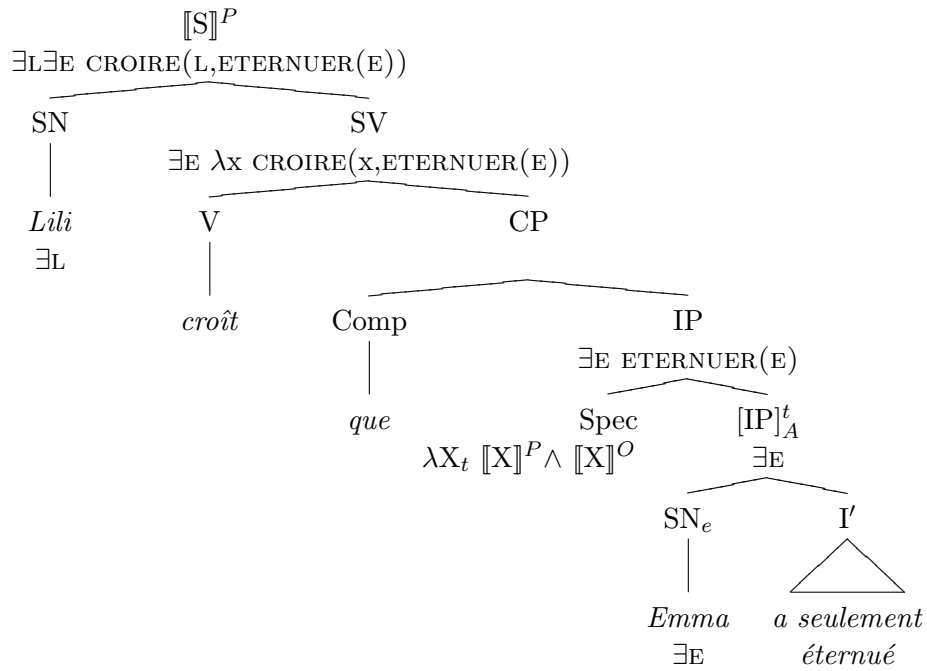 ⟦S⟧^P
∃L∃E CROIRE(L,ETERNUER(E))
SN SV
∃E λx CROIRE(x,ETERNUER(E))
Lili V CP
∃L
croît Comp IP
∃E ETERNUER(E)
que Spec [IP]^t_A
λX_t ⟦X⟧^P ∧ ⟦X⟧^O ∃E
SN_e I′
Emma a seulement
∃E éternué